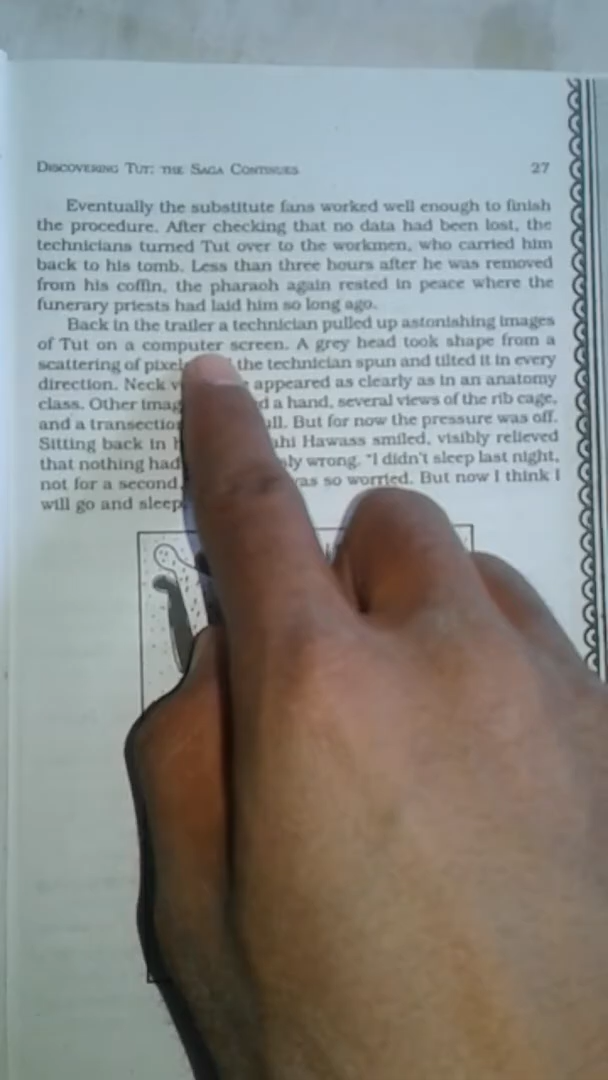 DISCOVERING TUT: THE SAGA CONTINUES 27
Eventually the substitute fans worked well enough to finish
the procedure. After checking that no data had been lost, the
technicians turned Tut over to the workmen, who carried him
back to his tomb. Less than three hours after he was removed
from his coffin, the pharaoh again rested in peace where the
funerary priests had laid him so long ago.
Back in the trailer a technician pulled up astonishing images
of Tut on a computer screen. A grey head took shape from a
scattering of the technician spun and tilted it in every
direction. Neck appeared as clearly as in an anatomy
class. Other a hand, several views of the rib cage,
and a But for now the pressure was off.
Sitting back in Hawass smiled, visibly relieved
that nothing had wrong. "I didn't sleep last night,
not for a second. was so worried. But now I think I
will go and sleep